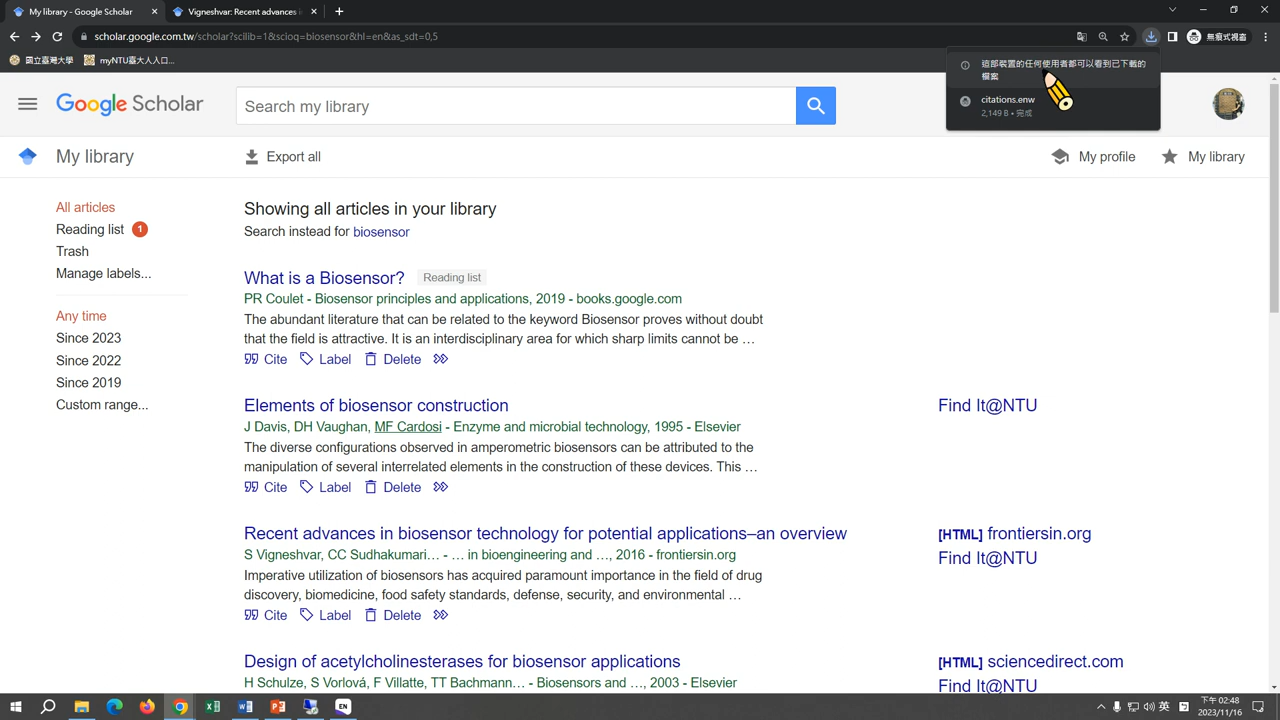 My library - Google Scholar
Vigneshvar: Recent advances i
scholar.google.com.tw/scholar?scilib=1&scioq=biosensor&hl=en&as_sdt=0,5
無痕式視窗
國立臺灣大學
myNTU臺大人入口...
這部裝置的任何使用者都可以看到已下載的
檔案
citations.enw
2,149 B • 完成
Google Scholar
Search my library
My library
Export all
My profile
My library
All articles
Reading list 1
Trash
Manage labels...
Any time
Since 2023
Since 2022
Since 2019
Custom range...
Showing all articles in your library
Search instead for biosensor
What is a Biosensor? Reading list
PR Coulet - Biosensor principles and applications, 2019 - books.google.com
The abundant literature that can be related to the keyword Biosensor proves without doubt
that the field is attractive. It is an interdisciplinary area for which sharp limits cannot be …
Cite Label Delete
Elements of biosensor construction
Find It@NTU
J Davis, DH Vaughan, MF Cardosi - Enzyme and microbial technology, 1995 - Elsevier
The diverse configurations observed in amperometric biosensors can be attributed to the
manipulation of several interrelated elements in the construction of these devices. This …
Cite Label Delete
Recent advances in biosensor technology for potential applications–an overview
[HTML] frontiersin.org
Find It@NTU
S Vigneshvar, CC Sudhakumari… - … in bioengineering and …, 2016 - frontiersin.org
Imperative utilization of biosensors has acquired paramount importance in the field of drug
discovery, biomedicine, food safety standards, defense, security, and environmental …
Cite Label Delete
Design of acetylcholinesterases for biosensor applications
[HTML] sciencedirect.com
Find It@NTU
H Schulze, S Vorlová, F Villatte, TT Bachmann… - Biosensors and …, 2003 - Elsevier
EN
英
下午 02:48
2023/11/16